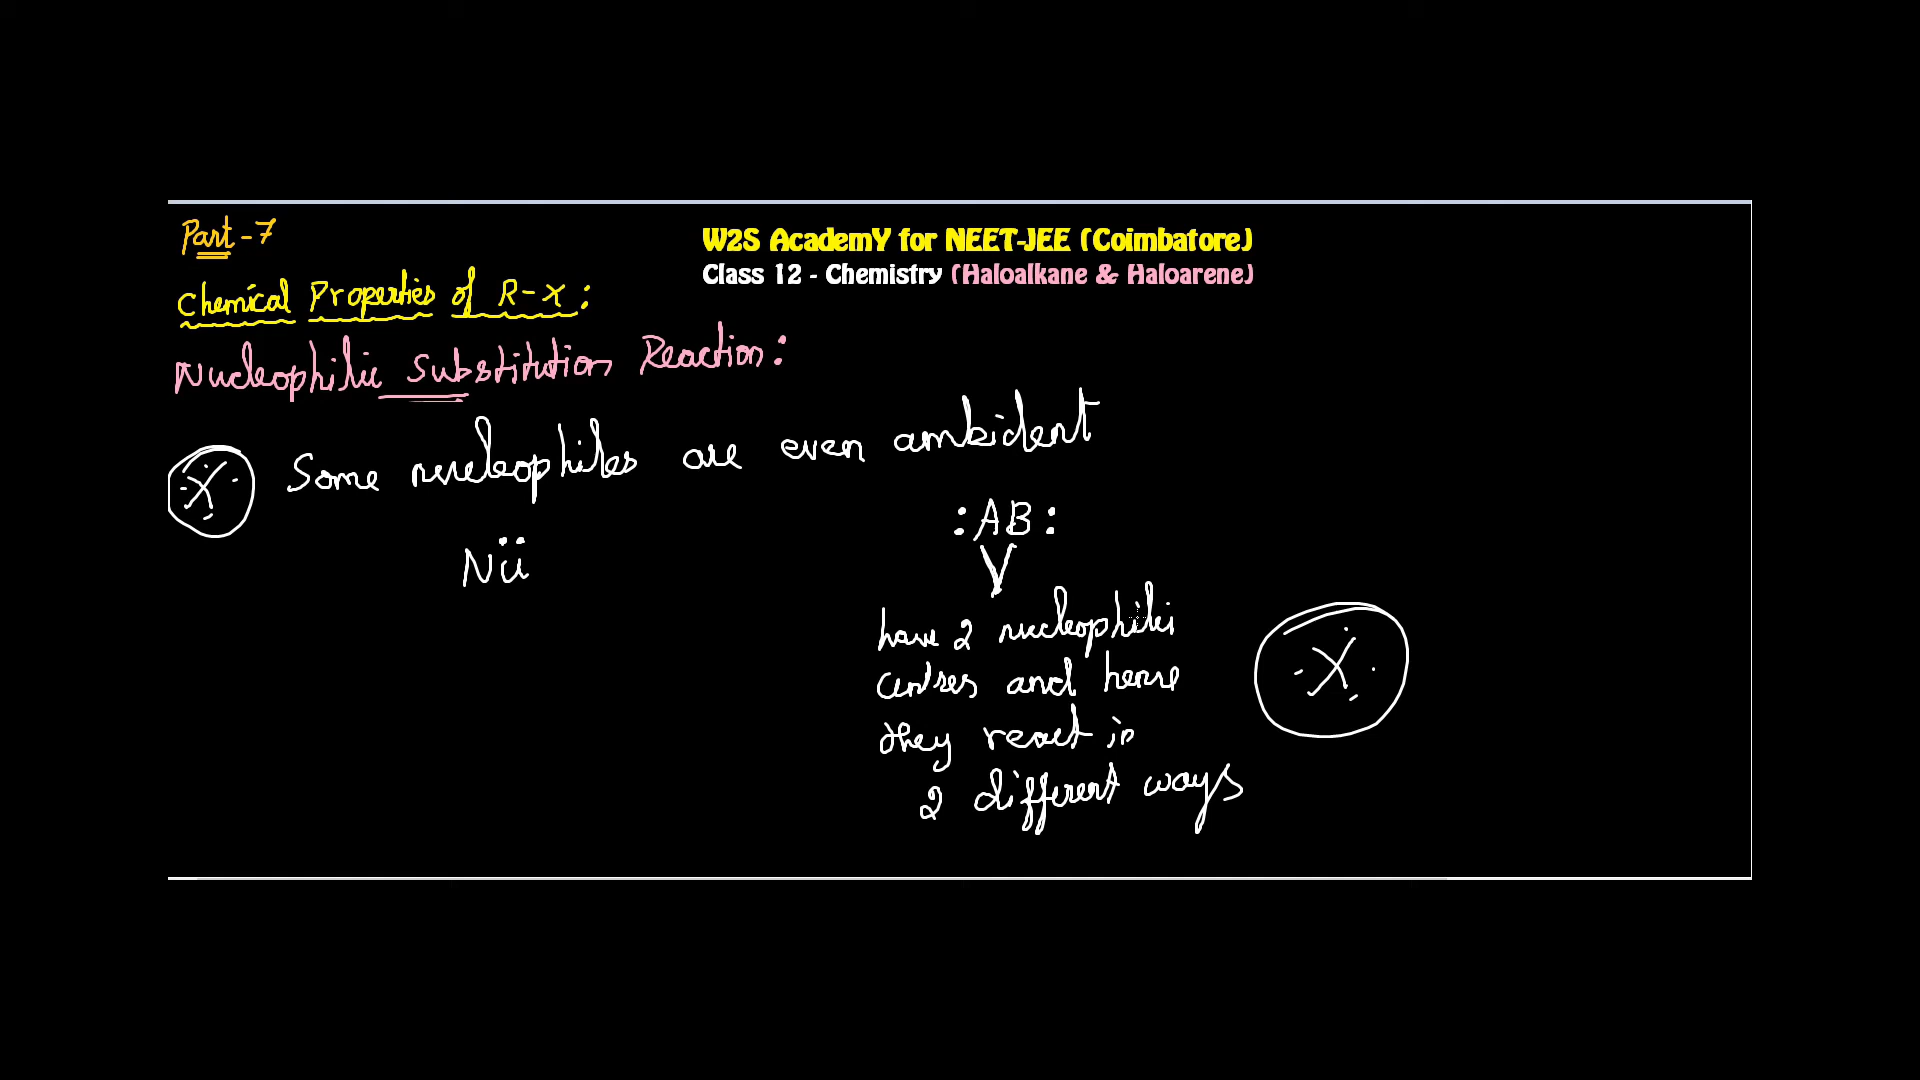 Part-7
W2S AcademY for NEET-JEE (Coimbatore)
Class 12 - Chemistry (Haloalkane & Haloarene)
Chemical Properties of R-X:
Nucleophilic Substitution Reaction:
X Some nucleophiles are even ambident
:AB:
Nü
have 2 nucleophilic
centres and hence
they react in
2 different ways
X